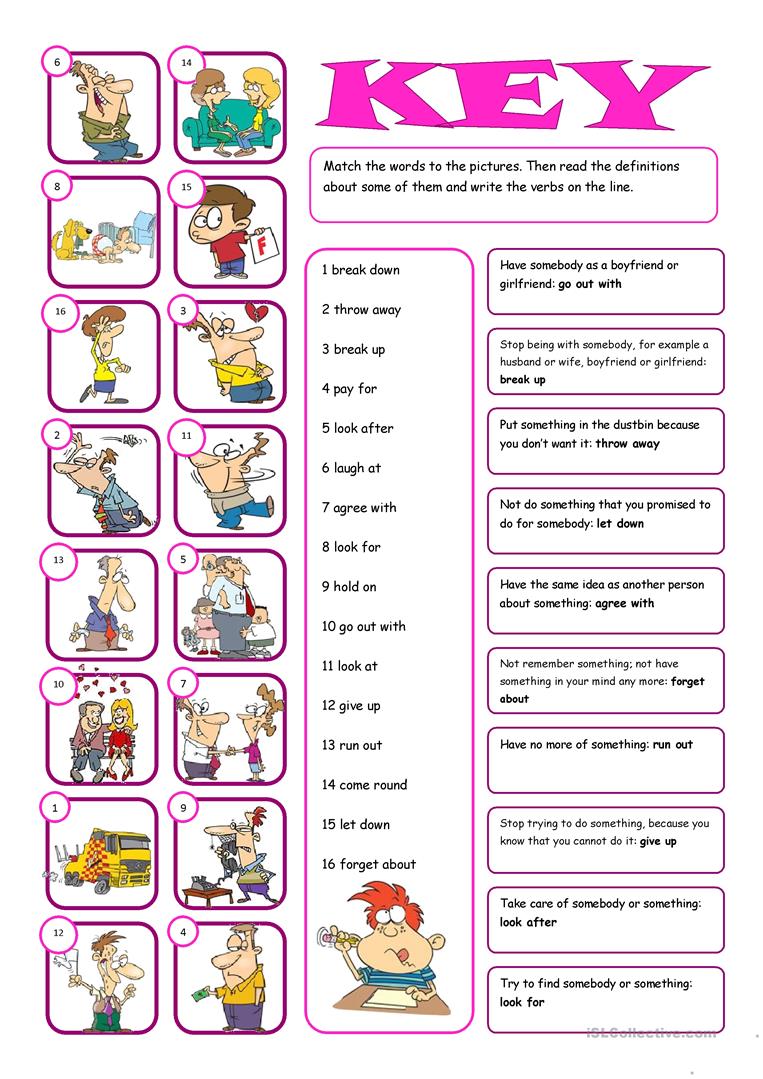 KEY
Match the words to the pictures. Then read the definitions
about some of them and write the verbs on the line.
6
14
8
15
F
16
3
2
11
13
5
10
7
1
9
12
4
1 break down
2 throw away
3 break up
4 pay for
5 look after
6 laugh at
7 agree with
8 look for
9 hold on
10 go out with
11 look at
12 give up
13 run out
14 come round
15 let down
16 forget about
Have somebody as a boyfriend or
girlfriend: go out with
Stop being with somebody, for example a
husband or wife, boyfriend or girlfriend:
break up
Put something in the dustbin because
you don't want it: throw away
Not do something that you promised to
do for somebody: let down
Have the same idea as another person
about something: agree with
Not remember something; not have
something in your mind any more: forget
about
Have no more of something: run out
Stop trying to do something, because you
know that you cannot do it: give up
Take care of somebody or something:
look after
Try to find somebody or something:
look for
iSLCollective.com